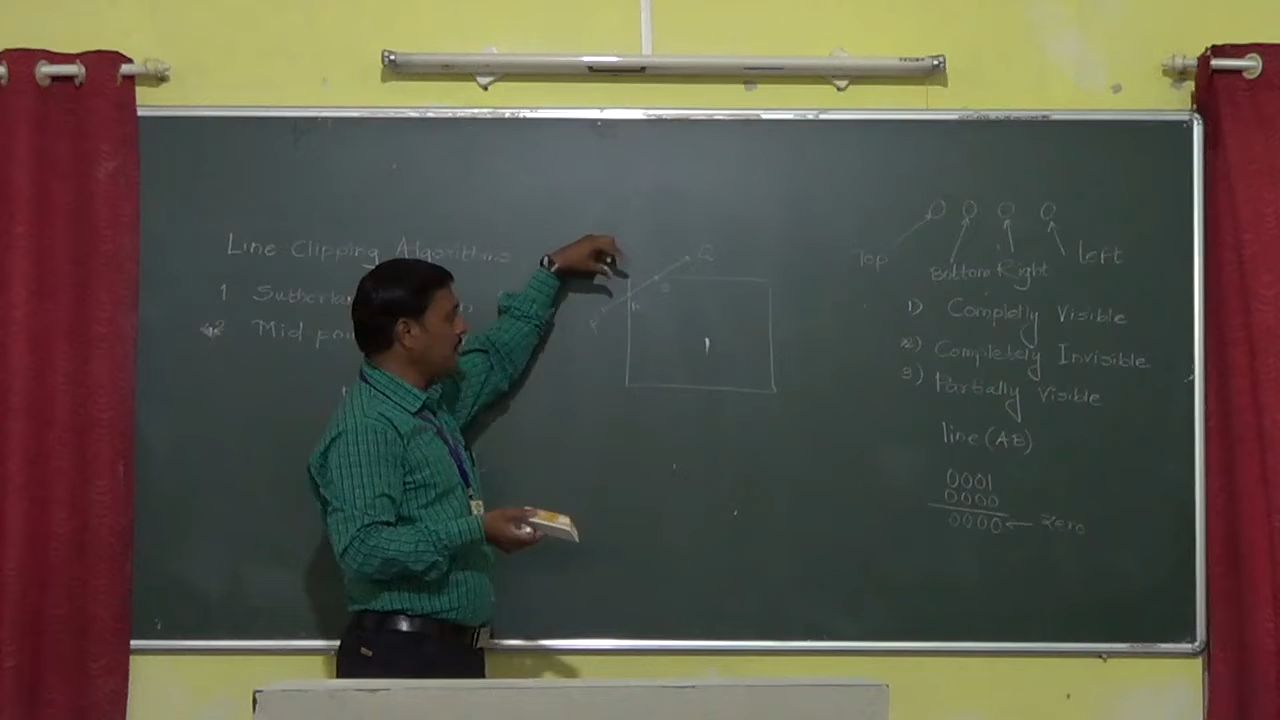 Line Clipping Algorithms
1 Sutherla
2 Mid poi
Q
P
0 0 0 0
Top Bottom Right Left
1) Completly Visible
2) Completely Invisible
3) Partially Visible
line (AB)
0001
0000
0000 ← Zero